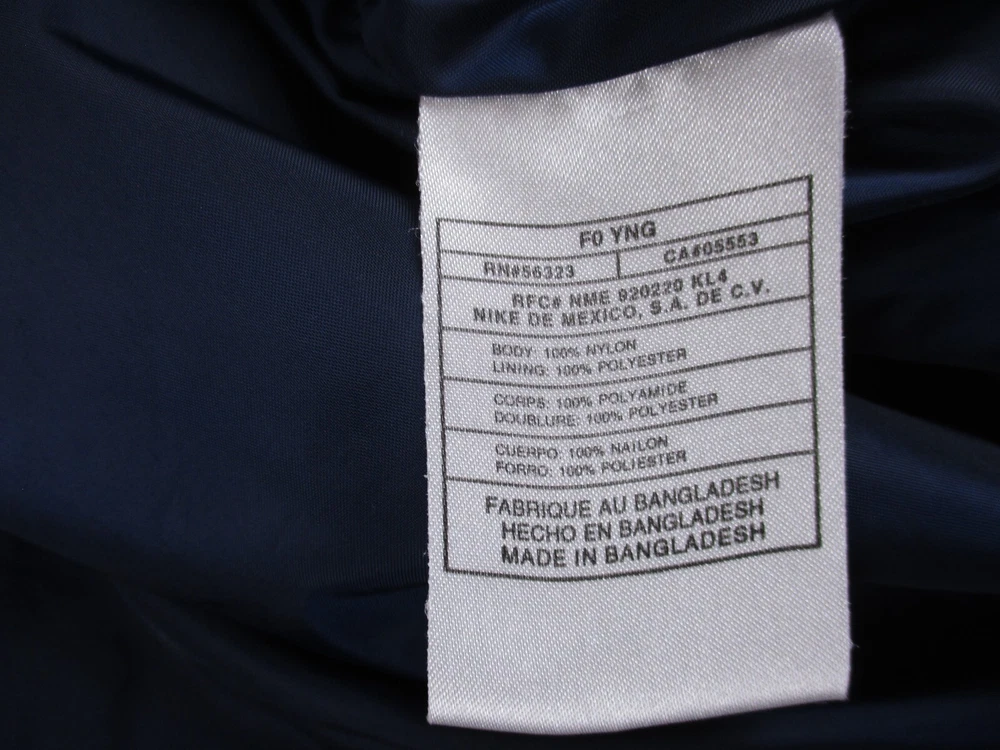 F0 YNG
RN#56323 CA#05553
RFC# NME 920220 KL4
NIKE DE MEXICO, S.A. DE C.V.
BODY: 100% NYLON
LINING: 100% POLYESTER
CORPS: 100% POLYAMIDE
DOUBLURE: 100% POLYESTER
CUERPO: 100% NAILON
FORRO: 100% POLIESTER
FABRIQUE AU BANGLADESH
HECHO EN BANGLADESH
MADE IN BANGLADESH